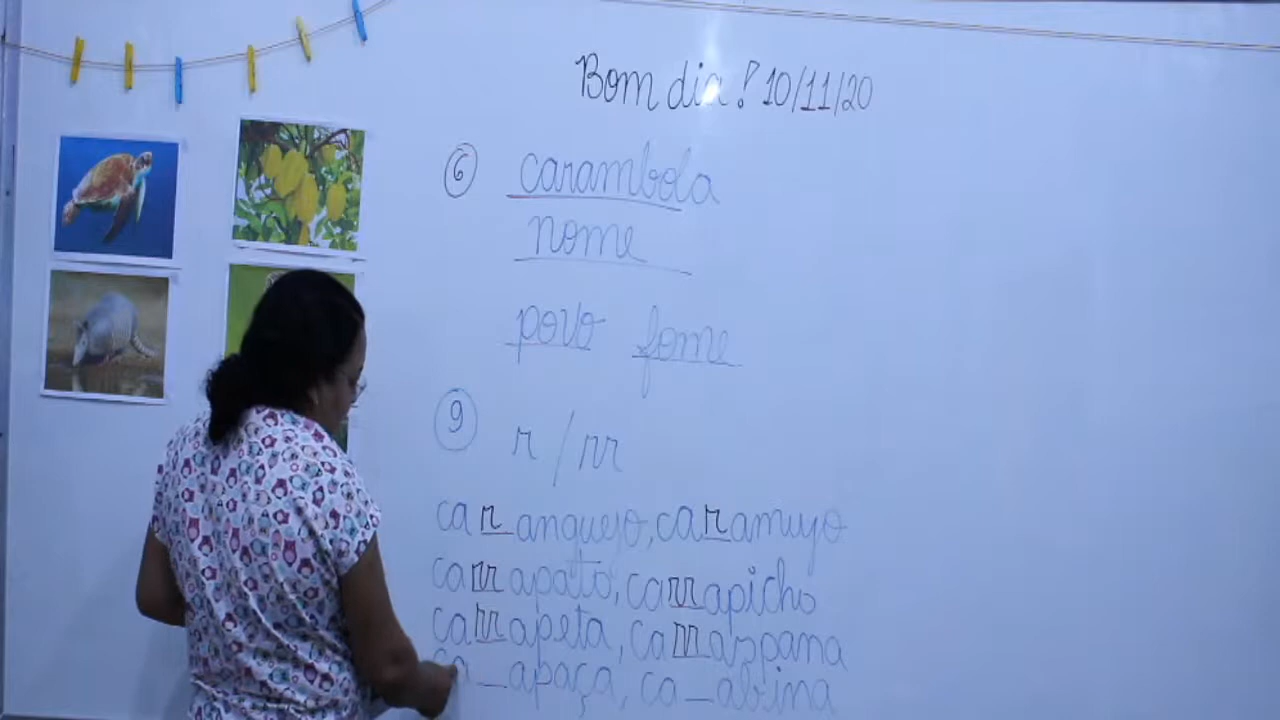 Bom dia! 10/11/20
6 carambola
nome
povo fome
9 r/rr
caranguejo, caramujo
carrapato, carrapicho
carrapeta, carraspana
ca_apaça, ca_abina